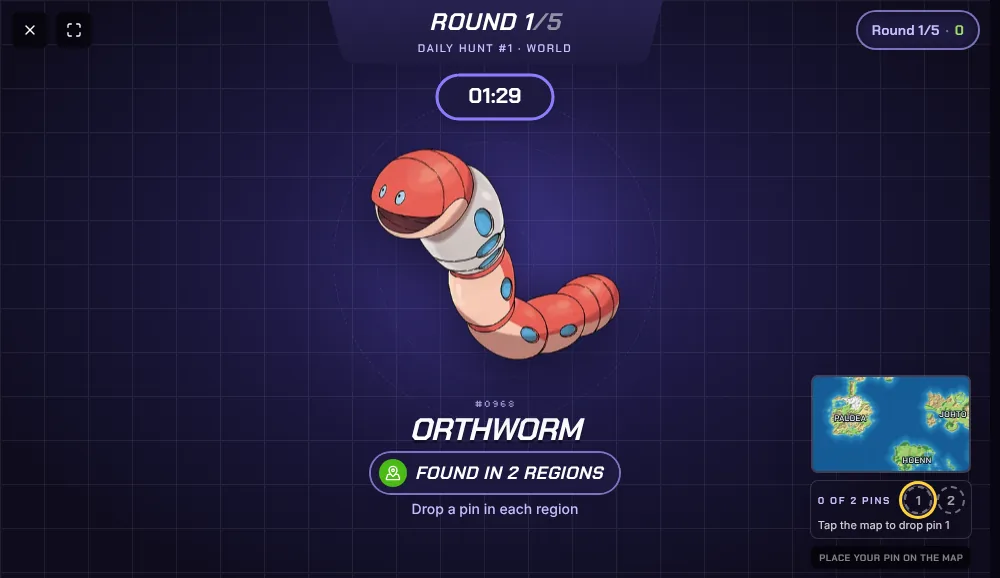 ROUND 1/5
DAILY HUNT #1 · WORLD
Round 1/5 · 0
01:29
#0968
ORTHWORM
FOUND IN 2 REGIONS
Drop a pin in each region
PALDEA
JOHTO
HOENN
0 OF 2 PINS 1 2
Tap the map to drop pin 1
PLACE YOUR PIN ON THE MAP